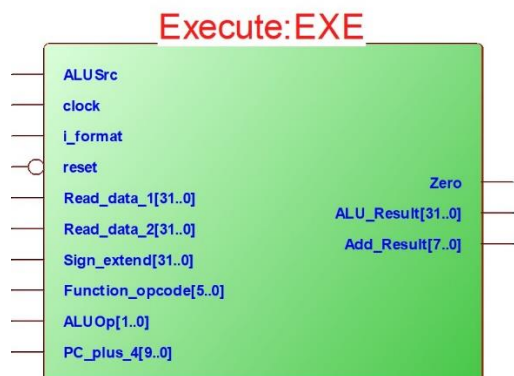 Execute:EXE
ALUSrc
clock
i_format
reset
Read_data_1[31..0]
Read_data_2[31..0]
Sign_extend[31..0]
Function_opcode[5..0]
ALUOp[1..0]
PC_plus_4[9..0]
Zero
ALU_Result[31..0]
Add_Result[7..0]